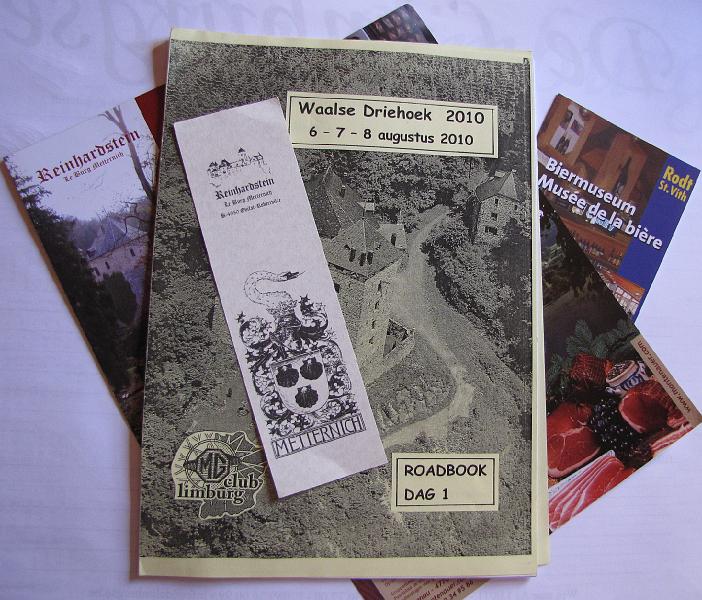 Waalse Driehoek 2010
6 - 7 - 8 augustus 2010
Reinhardstein
Le Burg Metternich
METTERNICH
MG
club
limburg
ROADBOOK
DAG 1
Reinhardstein
Le Burg Metternich
Biermuseum
Musée de la bière
Rodt
St. Vith